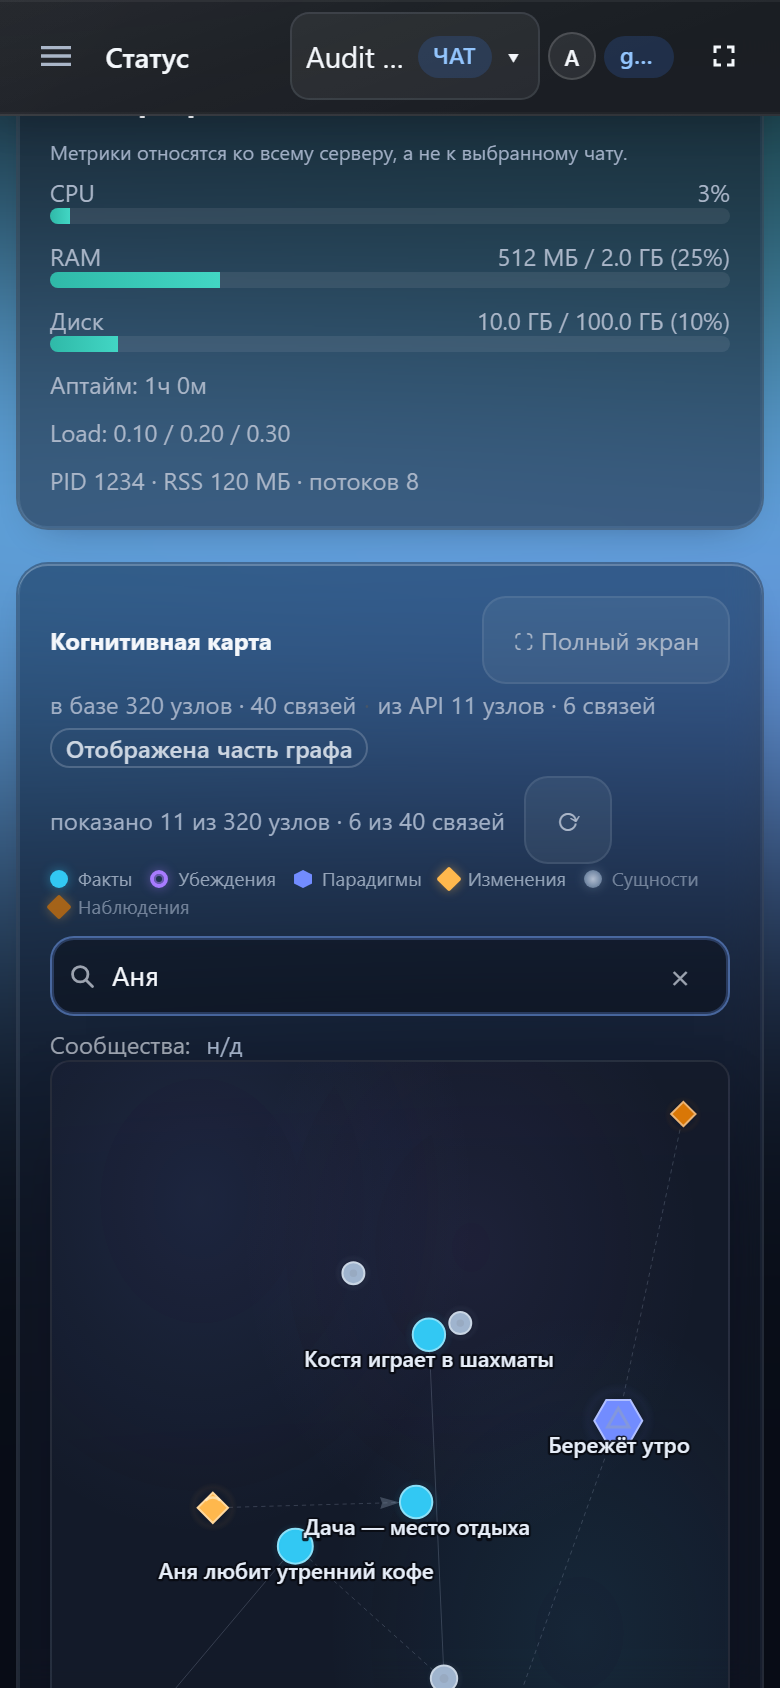 Статус
Audit ...
ЧАТ
A
g...
Метрики относятся ко всему серверу, а не к выбранному чату.
CPU 3%
RAM 512 МБ / 2.0 ГБ (25%)
Диск 10.0 ГБ / 100.0 ГБ (10%)
Аптайм: 1ч 0м
Load: 0.10 / 0.20 / 0.30
PID 1234 · RSS 120 МБ · потоков 8
Когнитивная карта
Полный экран
в базе 320 узлов · 40 связей · из API 11 узлов · 6 связей
Отображена часть графа
показано 11 из 320 узлов · 6 из 40 связей
Факты Убеждения Парадигмы Изменения Сущности
Наблюдения
Аня
Сообщества: н/д
Костя играет в шахматы
Бережёт утро
Дача — место отдыха
Аня любит утренний кофе